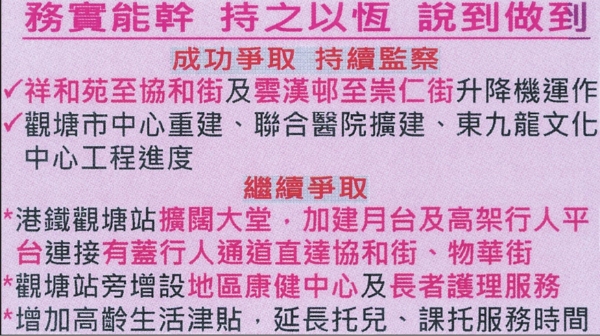 務實能幹 持之以恆 說到做到
成功爭取 持續監察
✓祥和苑至協和街及雲漢邨至崇仁街升降機運作
✓觀塘市中心重建、聯合醫院擴建、東九龍文化
中心工程進度
繼續爭取
*港鐵觀塘站擴闊大堂，加建月台及高架行人平
台連接有蓋行人通道直達協和街、物華街
*觀塘站旁增設地區康健中心及長者護理服務
*增加高齡生活津貼，延長托兒、課托服務時間